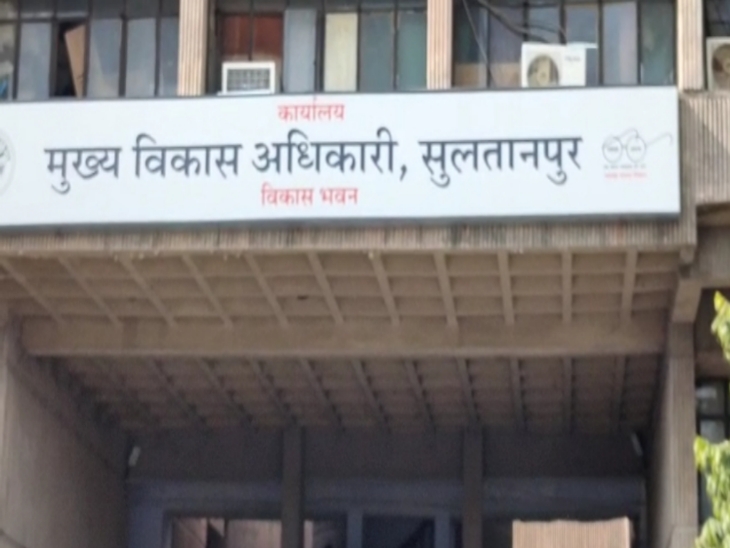 कार्यालय
मुख्य विकास अधिकारी, सुलतानपुर
विकास भवन